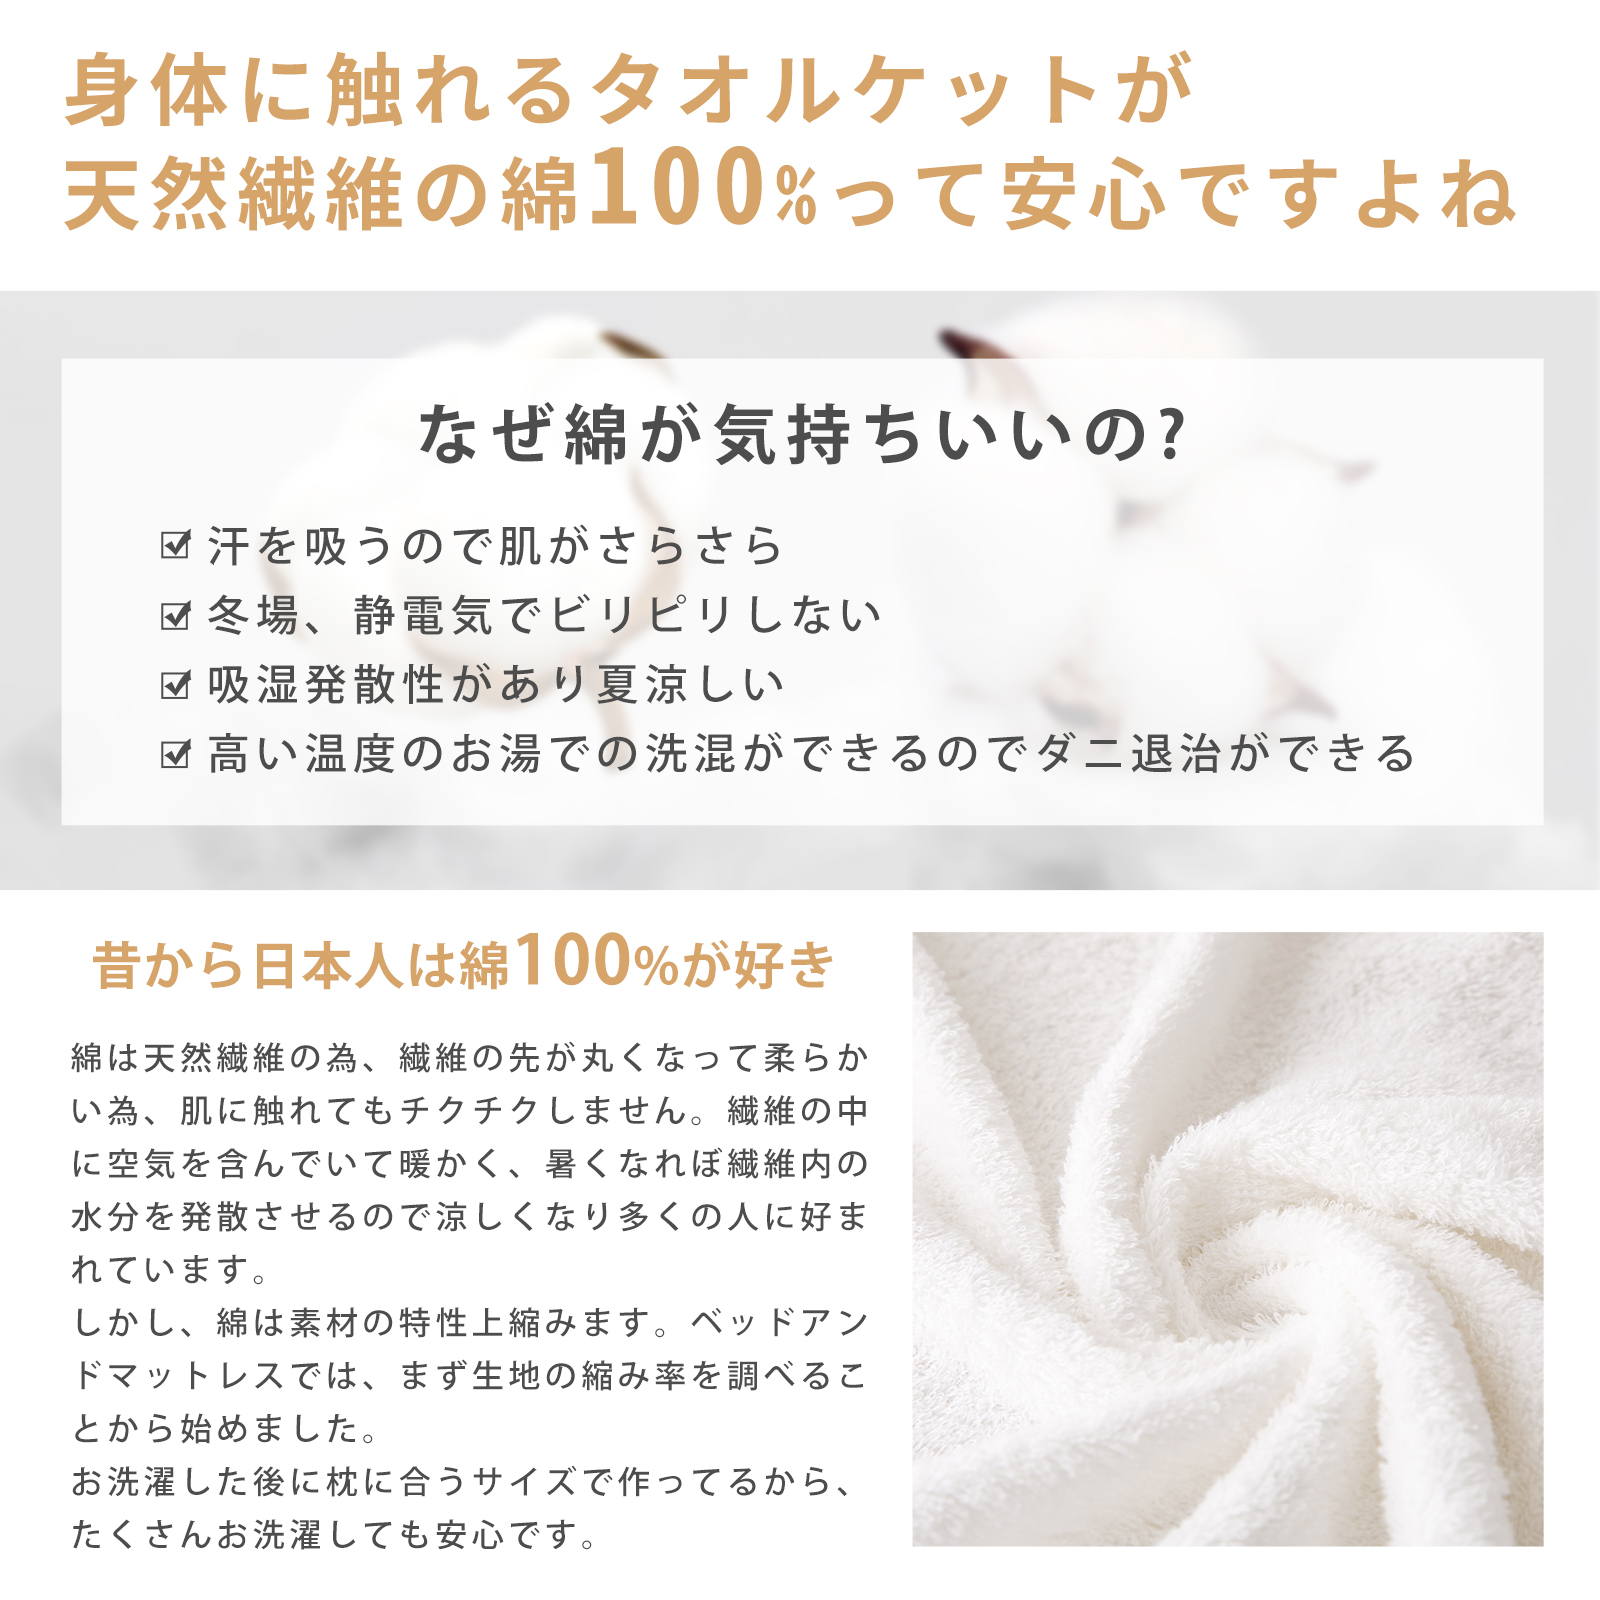 身体に触れるタオルケットが
天然繊維の綿100%って安心ですよね
なぜ綿が気持ちいいの?
汗を吸うので肌がさらさら
冬場、静電気でビリピリしない
吸湿発散性があり夏涼しい
高い温度のお湯での洗混ができるのでダニ退治ができる
昔から日本人は綿100%が好き
綿は天然繊維の為、繊維の先が丸くなって柔らか
い為、肌に触れてもチクチクしません。繊維の中
に空気を含んでいて暖かく、暑くなれぼ繊維内の
水分を発散させるので涼しくなり多くの人に好ま
れています。
しかし、綿は素材の特性上縮みます。ベッドアン
ドマットレスでは、まず生地の縮み率を調べるこ
とから始めました。
お洗濯した後に枕に合うサイズで作ってるから、
たくさんお洗濯しても安心です。